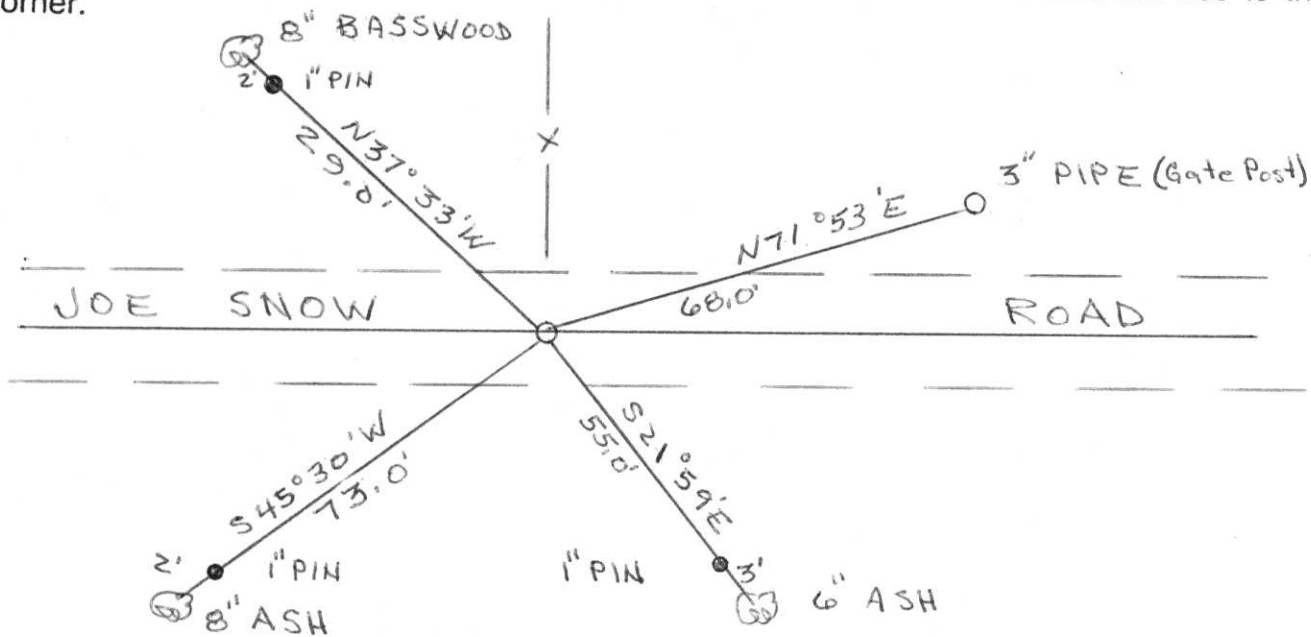 orner.
8" BASSWOOD
2' 1" PIN
N37°33'W
29.0'
X
3" PIPE (Gate Post)
N71°53'E
68.0'
JOE SNOW ROAD
S45°30'W
73.0'
S21°59'E
55.0'
2' 1" PIN
8" ASH
1" PIN 3'
6" ASH